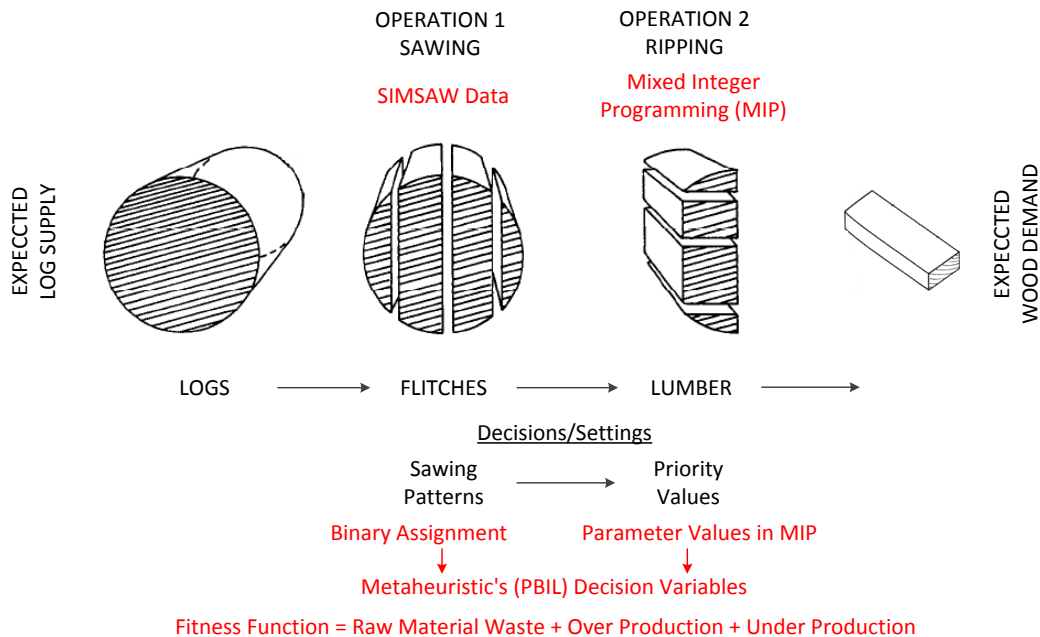 OPERATION 1
SAWING
OPERATION 2
RIPPING
SIMSAW Data
Mixed Integer
Programming (MIP)
EXPECCTED
LOG SUPPLY
EXPECCTED
WOOD DEMAND
LOGS
FLITCHES
LUMBER
Decisions/Settings
Sawing
Patterns
Priority
Values
Binary Assignment
Parameter Values in MIP
Metaheuristic's (PBIL) Decision Variables
Fitness Function = Raw Material Waste + Over Production + Under Production